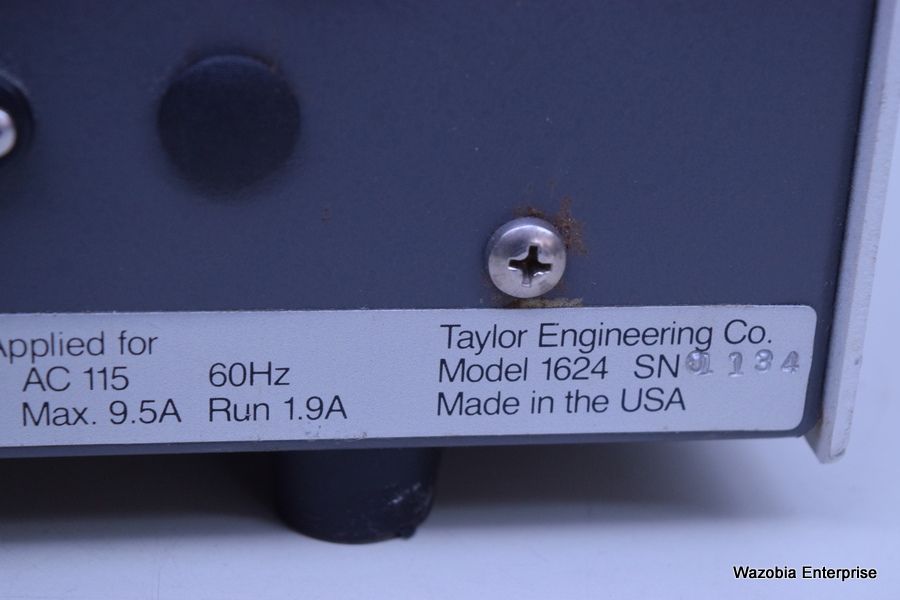 Applied for
AC 115 60Hz
Max. 9.5A Run 1.9A
Taylor Engineering Co.
Model 1624 SN
Made in the USA
Wazobia Enterprise